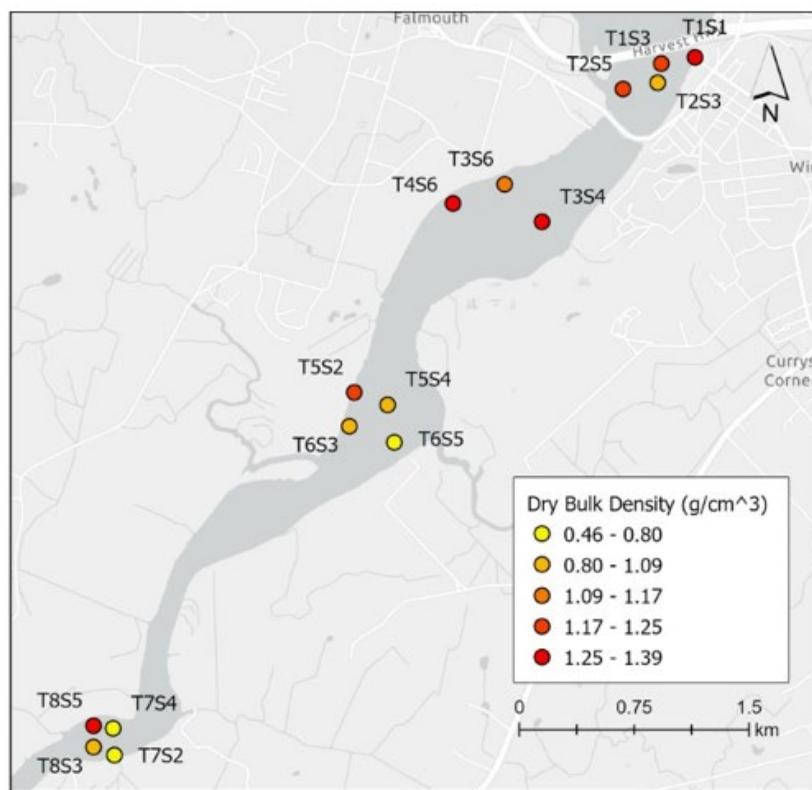 Falmouth
Harvest
T1S1
T1S3
T2S5
T2S3
N
T3S6
T4S6
T3S4
T5S2
T5S4
Currys
Corne
T6S3
T6S5
Dry Bulk Density (g/cm^3)
0.46 - 0.80
0.80 - 1.09
1.09 - 1.17
1.17 - 1.25
1.25 - 1.39
T8S5
T7S4
0 0.75 1.5
km
T8S3
T7S2